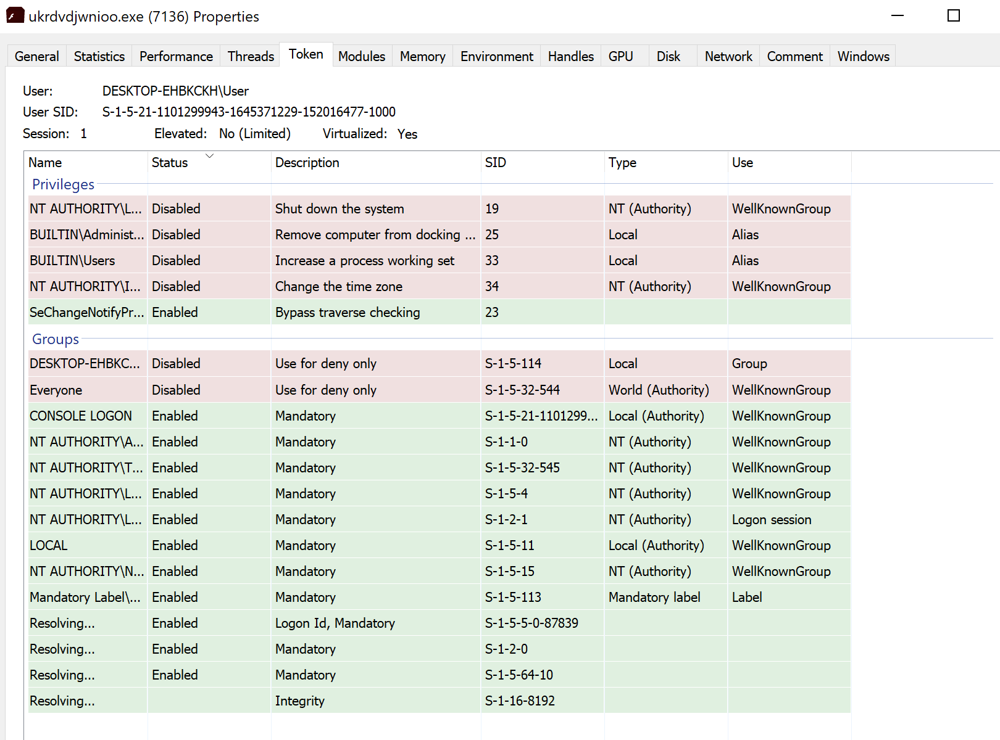 ukrdvdjwnioo.exe (7136) Properties
General Statistics Performance Threads Token Modules Memory Environment Handles GPU Disk Network Comment Windows
User: DESKTOP-EHBKCKH\User
User SID: S-1-5-21-1101299943-1645371229-152016477-1000
Session: 1 Elevated: No (Limited) Virtualized: Yes
Name Status Description SID Type Use
Privileges
NT AUTHORITY\L... Disabled Shut down the system 19 NT (Authority) WellKnownGroup
BUILTIN\Administ... Disabled Remove computer from docking ... 25 Local Alias
BUILTIN\Users Disabled Increase a process working set 33 Local Alias
NT AUTHORITY\I... Disabled Change the time zone 34 NT (Authority) WellKnownGroup
SeChangeNotifyPr... Enabled Bypass traverse checking 23
Groups
DESKTOP-EHBKC... Disabled Use for deny only S-1-5-114 Local Group
Everyone Disabled Use for deny only S-1-5-32-544 World (Authority) WellKnownGroup
CONSOLE LOGON Enabled Mandatory S-1-5-21-1101299... Local (Authority) WellKnownGroup
NT AUTHORITY\A... Enabled Mandatory S-1-1-0 NT (Authority) WellKnownGroup
NT AUTHORITY\T... Enabled Mandatory S-1-5-32-545 NT (Authority) WellKnownGroup
NT AUTHORITY\L... Enabled Mandatory S-1-5-4 NT (Authority) WellKnownGroup
NT AUTHORITY\L... Enabled Mandatory S-1-2-1 NT (Authority) Logon session
LOCAL Enabled Mandatory S-1-5-11 Local (Authority) WellKnownGroup
NT AUTHORITY\N... Enabled Mandatory S-1-5-15 NT (Authority) WellKnownGroup
Mandatory Label\... Enabled Mandatory S-1-5-113 Mandatory label Label
Resolving... Enabled Logon Id, Mandatory S-1-5-5-0-87839
Resolving... Enabled Mandatory S-1-2-0
Resolving... Enabled Mandatory S-1-5-64-10
Resolving... Integrity S-1-16-8192